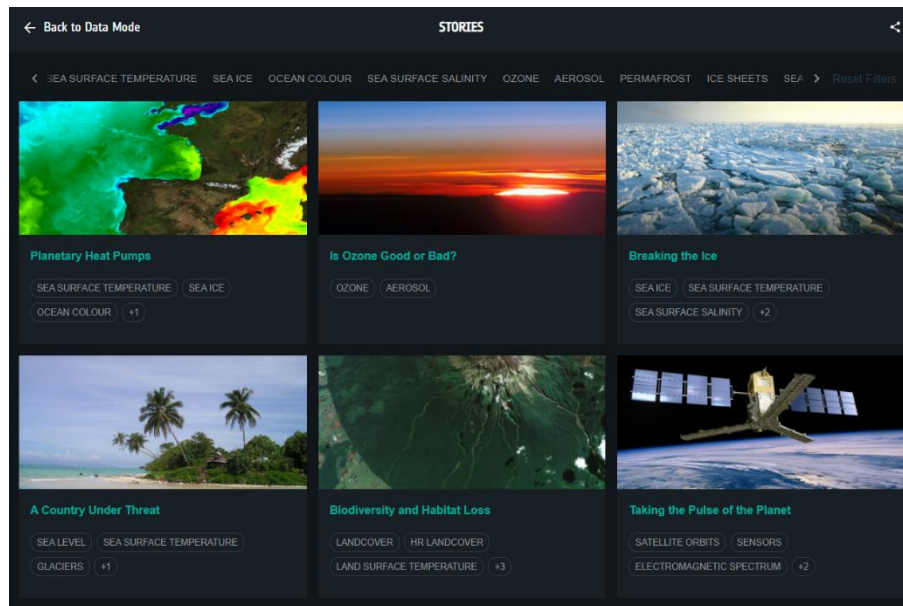 ← Back to Data Mode
STORIES
SEA SURFACE TEMPERATURE SEA ICE OCEAN COLOUR SEA SURFACE SALINITY OZONE AEROSOL PERMAFROST ICE SHEETS SEA Reset Filters
Planetary Heat Pumps
SEA SURFACE TEMPERATURE SEA ICE
OCEAN COLOUR +1
Is Ozone Good or Bad?
OZONE AEROSOL
Breaking the Ice
SEA ICE SEA SURFACE TEMPERATURE
SEA SURFACE SALINITY +2
A Country Under Threat
SEA LEVEL SEA SURFACE TEMPERATURE
GLACIERS +1
Biodiversity and Habitat Loss
LANDCOVER HR LANDCOVER
LAND SURFACE TEMPERATURE +3
Taking the Pulse of the Planet
SATELLITE ORBITS SENSORS
ELECTROMAGNETIC SPECTRUM +2